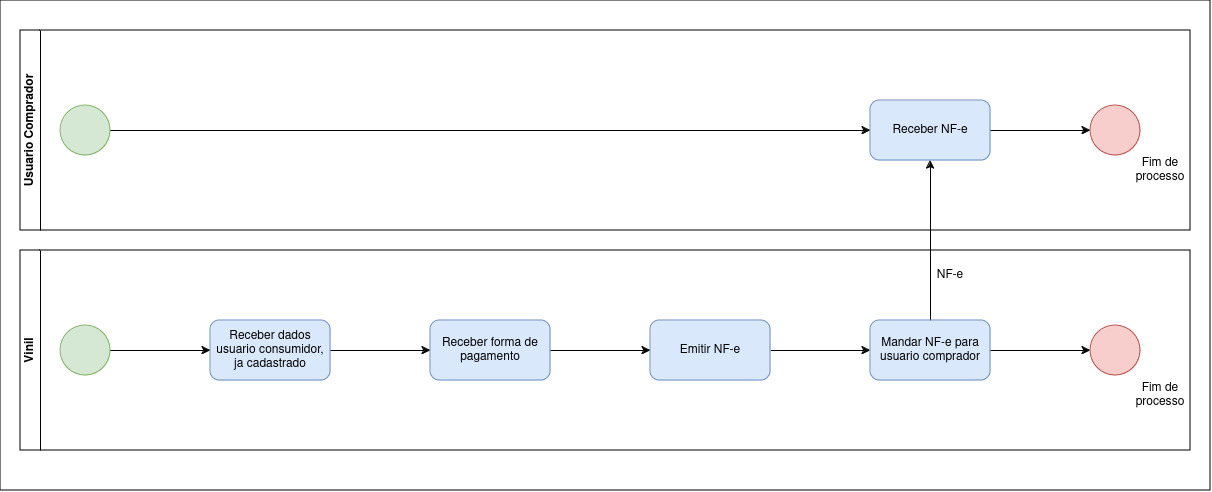 Usuario Comprador
Receber NF-e
Fim de
processo
NF-e
Vinil
Receber dados
usuario consumidor,
ja cadastrado
Receber forma de
pagamento
Emitir NF-e
Mandar NF-e para
usuario comprador
Fim de
processo